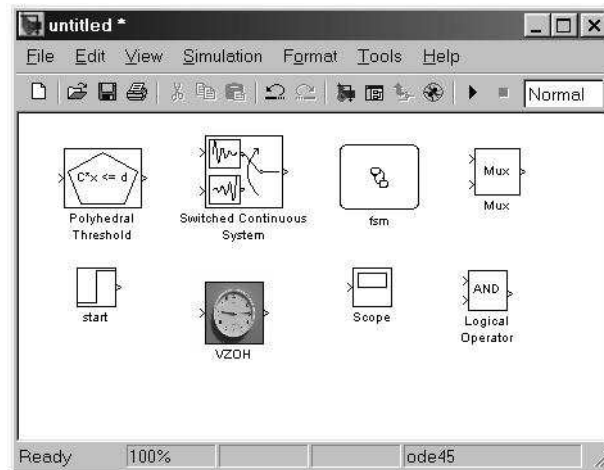 untitled *
File Edit View Simulation Format Tools Help
Normal
C*x <= d
Polyhedral
Threshold
Switched Continuous
System
fsm
Mux
Mux
start
VZOH
Scope
AND
Logical
Operator
Ready 100% ode45